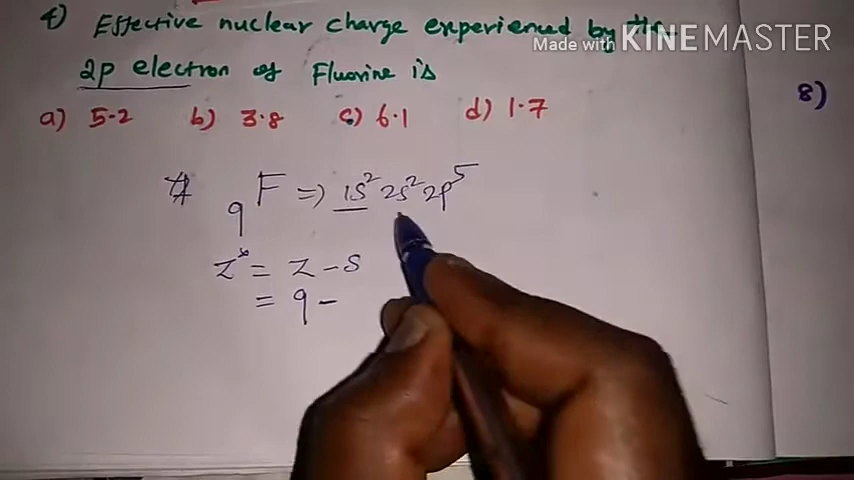 4) Effective nuclear charge experienced by the
Made with KINEMASTER
2p electron of Fluorine is
a) 5.2 b) 3.8 c) 6.1 d) 1.7
8)
9F => 1S² 2S² 2p⁵
Z* = Z - S
= 9 -